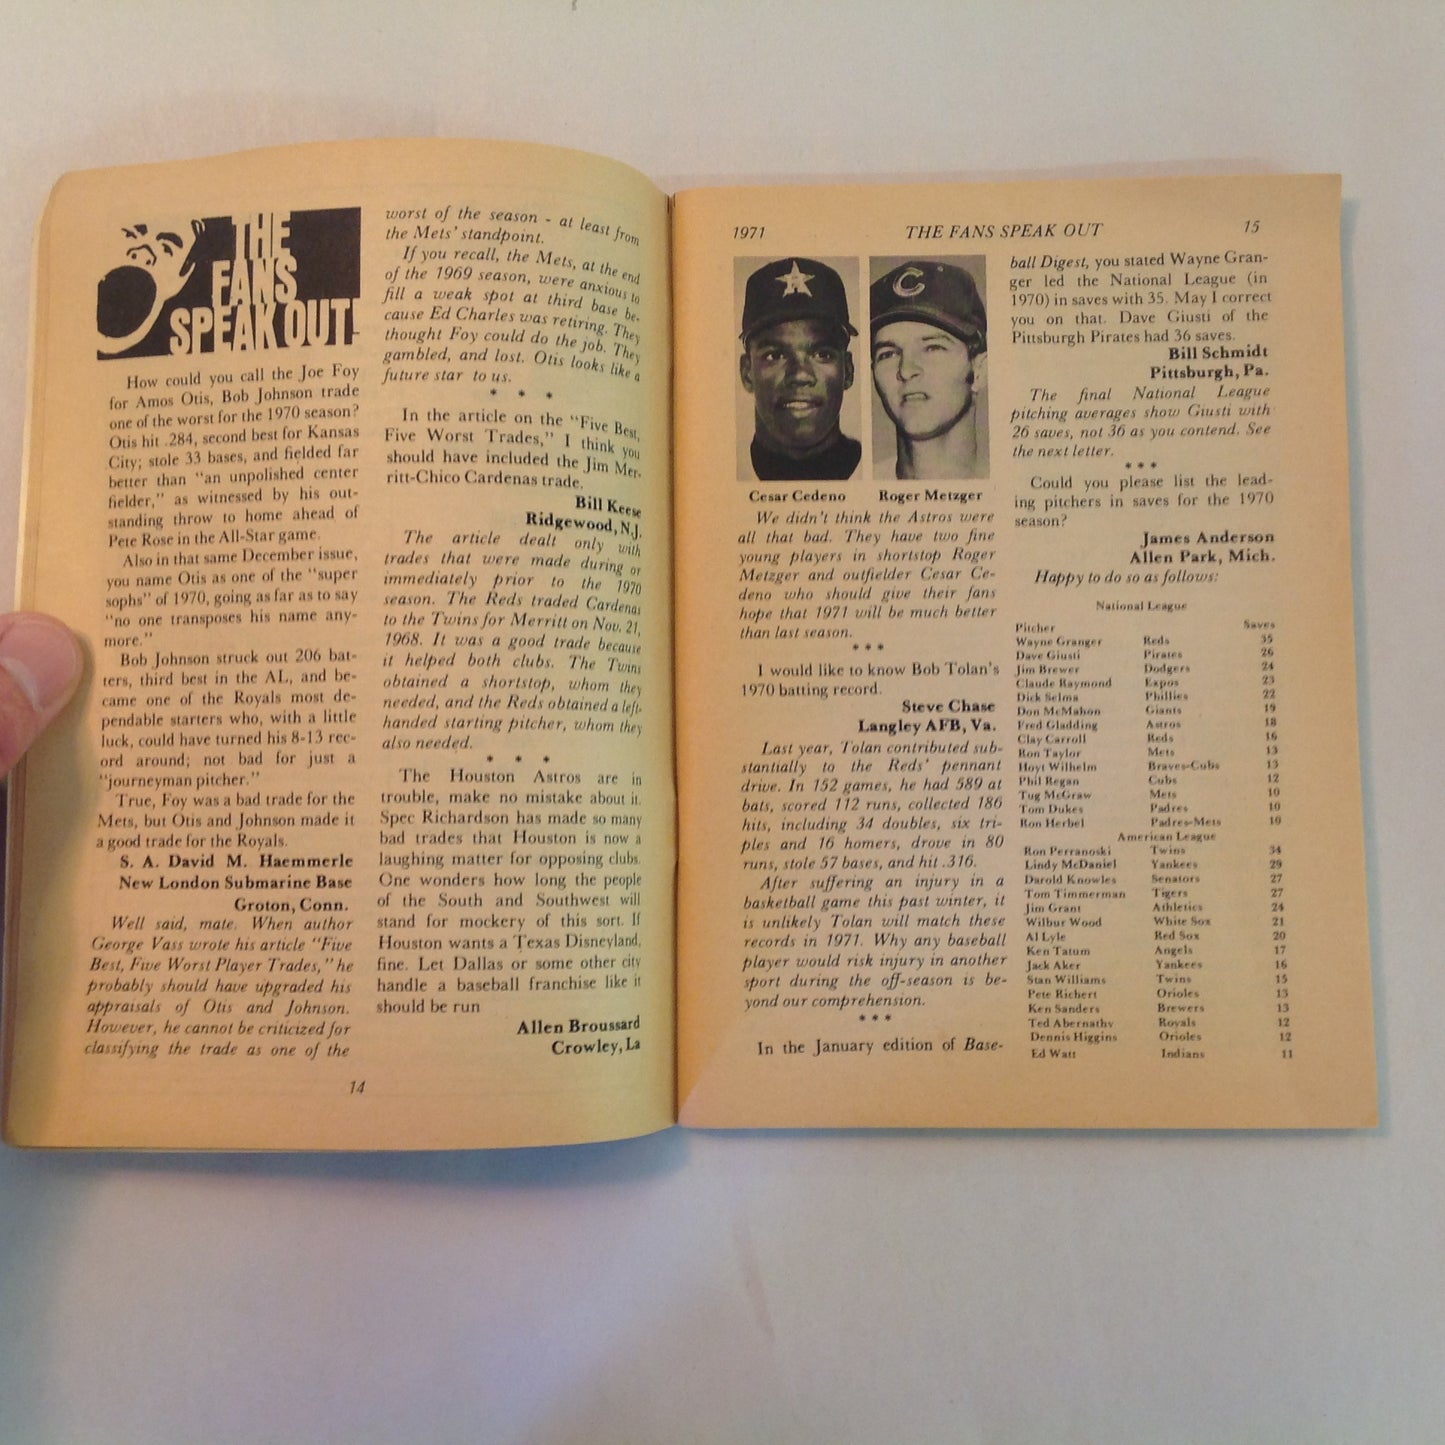 THE
FANS
SPEAK OUT!
How could you call the Joe Foy
for Amos Otis, Bob Johnson trade
one of the worst for the 1970 season?
Otis hit .284, second best for Kansas
City; stole 33 bases, and fielded far
better than "an unpolished center
fielder," as witnessed by his out-
standing throw to home ahead of
Pete Rose in the All-Star game.
Also in that same December issue,
you name Otis as one of the "super
sophs" of 1970, going as far as to say
"no one transposes his name any-
more."
Bob Johnson struck out 206 bat-
ters, third best in the AL, and be-
came one of the Royals most de-
pendable starters who, with a little
luck, could have turned his 8-13 rec-
ord around; not bad for just a
"journeyman pitcher."
True, Foy was a bad trade for the
Mets, but Otis and Johnson made it
a good trade for the Royals.
S. A. David M. Haemmerle
New London Submarine Base
Groton, Conn.
Well said, mate. When author
George Vass wrote his article "Five
Best, Five Worst Player Trades," he
probably should have upgraded his
appraisals of Otis and Johnson.
However, he cannot be criticized for
classifying the trade as one of the
worst of the season - at least from
the Mets' standpoint.
If you recall, the Mets, at the end
of the 1969 season, were anxious to
fill a weak spot at third base be-
cause Ed Charles was retiring. They
thought Foy could do the job. They
gambled, and lost. Otis looks like a
future star to us.
* * *
In the article on the "Five Best,
Five Worst Trades," I think you
should have included the Jim Mer-
ritt-Chico Cardenas trade.
Bill Keese
Ridgewood, N.J.
The article dealt only with
trades that were made during or
immediately prior to the 1970
season. The Reds traded Cardenas
to the Twins for Merritt on Nov. 21,
1968. It was a good trade because
it helped both clubs. The Twins
obtained a shortstop, whom they
needed, and the Reds obtained a left-
handed starting pitcher, whom they
also needed.
* * *
The Houston Astros are in
trouble, make no mistake about it.
Spec Richardson has made so many
bad trades that Houston is now a
laughing matter for opposing clubs.
One wonders how long the people
of the South and Southwest will
stand for mockery of this sort. If
Houston wants a Texas Disneyland,
fine. Let Dallas or some other city
handle a baseball franchise like it
should be run
Allen Broussard
Crowley, La
14
1971 THE FANS SPEAK OUT 15
Cesar Cedeno Roger Metzger
We didn't think the Astros were
all that bad. They have two fine
young players in shortstop Roger
Metzger and outfielder Cesar Ce-
deno who should give their fans
hope that 1971 will be much better
than last season.
* * *
I would like to know Bob Tolan's
1970 batting record.
Steve Chase
Langley AFB, Va.
Last year, Tolan contributed sub-
stantially to the Reds' pennant
drive. In 152 games, he had 589 at
bats, scored 112 runs, collected 186
hits, including 34 doubles, six tri-
ples and 16 homers, drove in 80
runs, stole 57 bases, and hit .316.
After suffering an injury in a
basketball game this past winter, it
is unlikely Tolan will match these
records in 1971. Why any baseball
player would risk injury in another
sport during the off-season is be-
yond our comprehension.
* * *
In the January edition of Base-
ball Digest, you stated Wayne Gran-
ger led the National League (in
1970) in saves with 35. May I correct
you on that. Dave Giusti of the
Pittsburgh Pirates had 36 saves.
Bill Schmidt
Pittsburgh, Pa.
The final National League
pitching averages show Giusti with
26 saves, not 36 as you contend. See
the next letter.
* * *
Could you please list the lead-
ing pitchers in saves for the 1970
season?
James Anderson
Allen Park, Mich.
Happy to do so as follows:
National League
Pitcher Saves
Wayne Granger Reds 35
Dave Giusti Pirates 26
Jim Brewer Dodgers 24
Claude Raymond Expos 23
Dick Selma Phillies 22
Don McMahon Giants 19
Fred Gladding Astros 18
Clay Carroll Reds 16
Ron Taylor Mets 13
Hoyt Wilhelm Braves-Cubs 13
Phil Regan Cubs 12
Tug McGraw Mets 10
Tom Dukes Padres 10
Ron Herbel Padres-Mets 10
American League
Ron Perranoski Twins 34
Lindy McDaniel Yankees 29
Darold Knowles Senators 27
Tom Timmerman Tigers 27
Jim Grant Athletics 24
Wilbur Wood White Sox 21
Al Lyle Red Sox 20
Ken Tatum Angels 17
Jack Aker Yankees 16
Stan Williams Twins 15
Pete Richert Orioles 13
Ken Sanders Brewers 13
Ted Abernathy Royals 12
Dennis Higgins Orioles 12
Ed Watt Indians 11